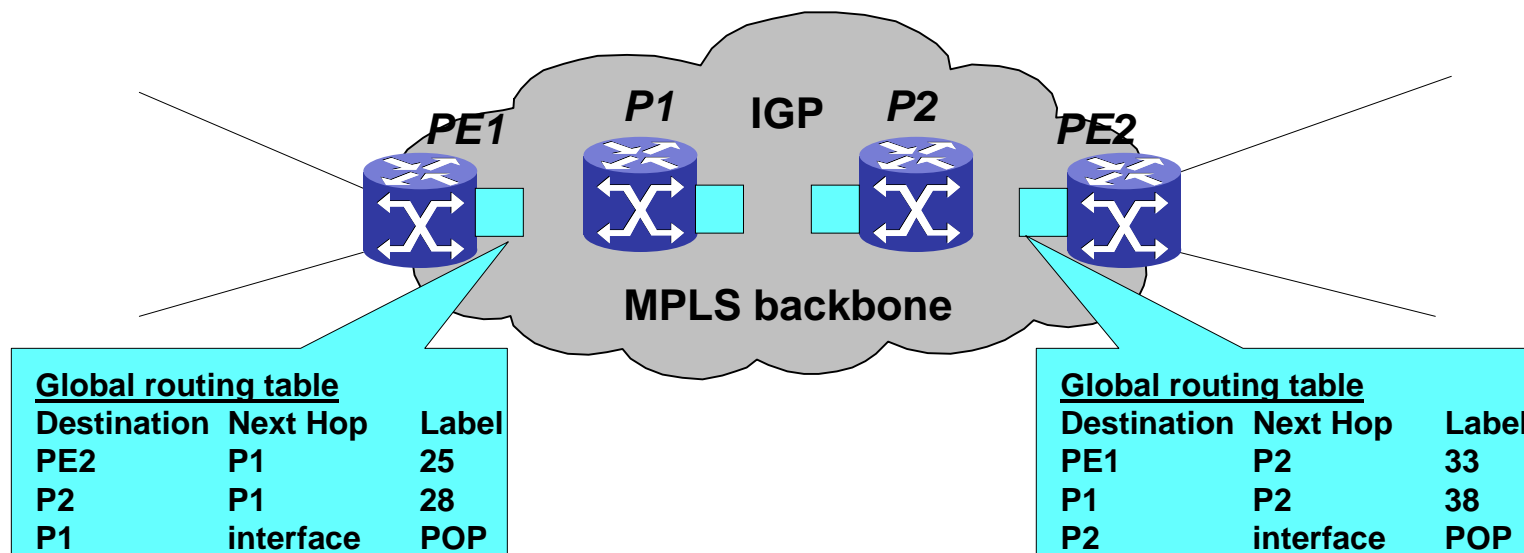 P1
IGP
P2
PE1
PE2
MPLS backbone
Global routing table
Destination Next Hop Label
PE2 P1 25
P2 P1 28
P1 interface POP
Global routing table
Destination Next Hop Label
PE1 P2 33
P1 P2 38
P2 interface POP